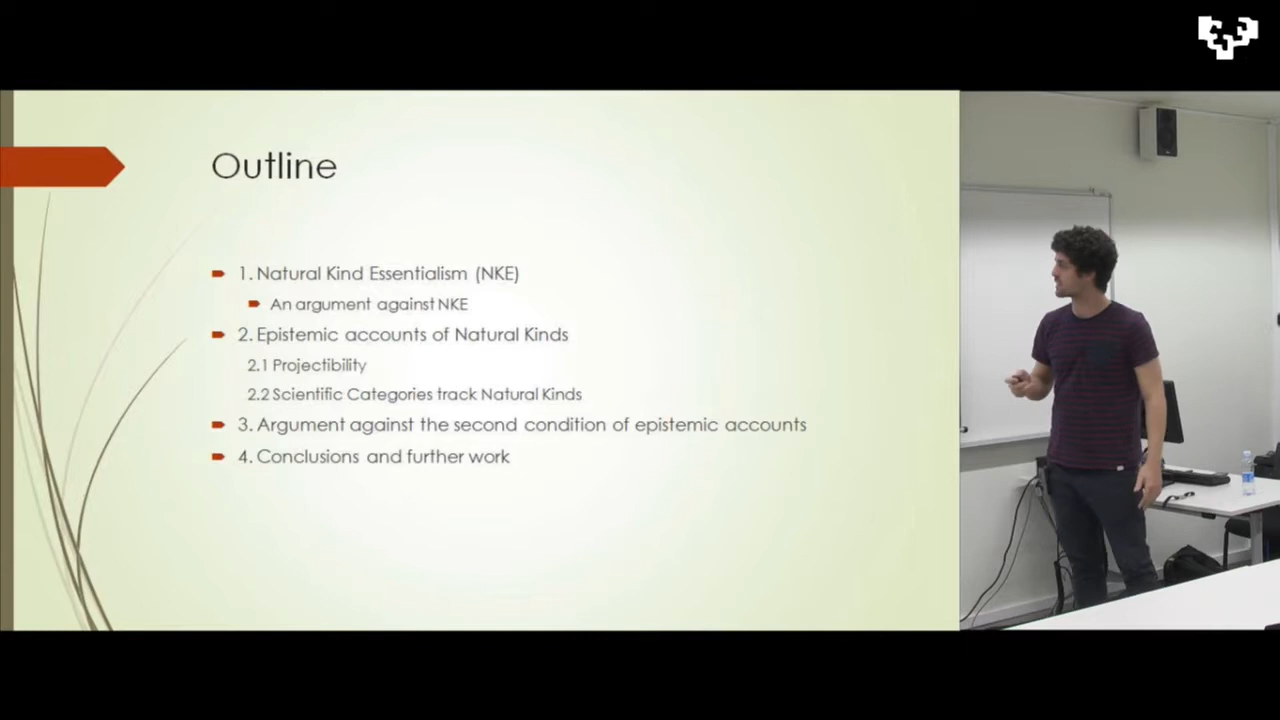 Outline
1. Natural Kind Essentialism (NKE)
An argument against NKE
2. Epistemic accounts of Natural Kinds
2.1 Projectibility
2.2 Scientific Categories track Natural Kinds
3. Argument against the second condition of epistemic accounts
4. Conclusions and further work